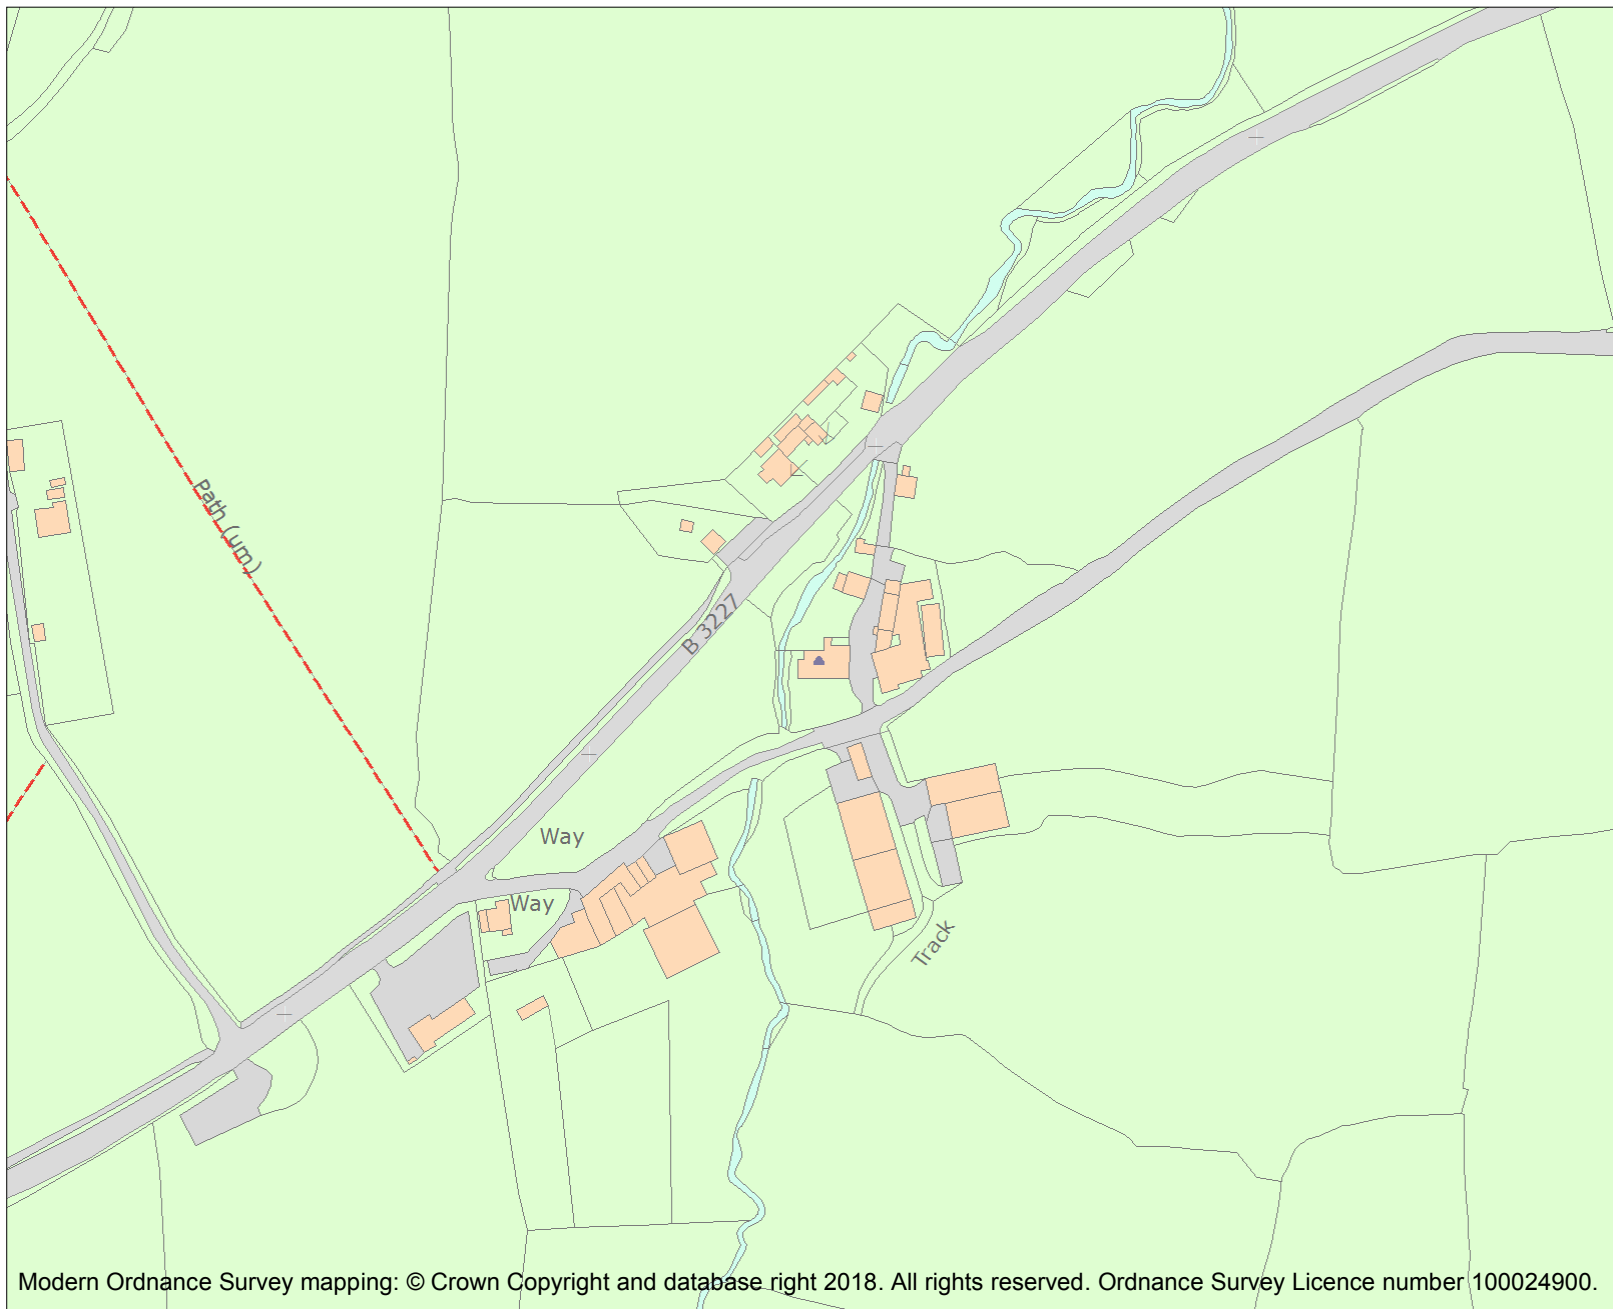 Path (um)
B 3227
Way
Way
Track
Modern Ordnance Survey mapping: © Crown Copyright and database right 2018. All rights reserved. Ordnance Survey Licence number 100024900.